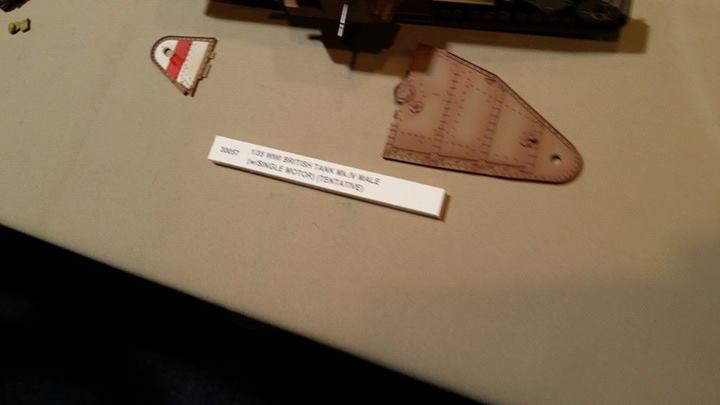 30057 1/35 WWI BRITISH TANK Mk.IV MALE
(w/SINGLE MOTOR) (TENTATIVE)